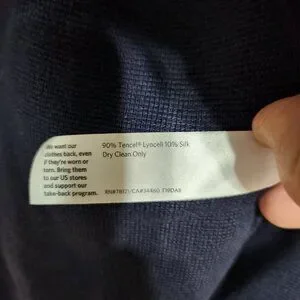 We want our
clothes back, even
if they're worn or
torn. Bring them
to our US stores
and support our
take-back program.
90% Tencel® Lyocell 10% Silk
Dry Clean Only